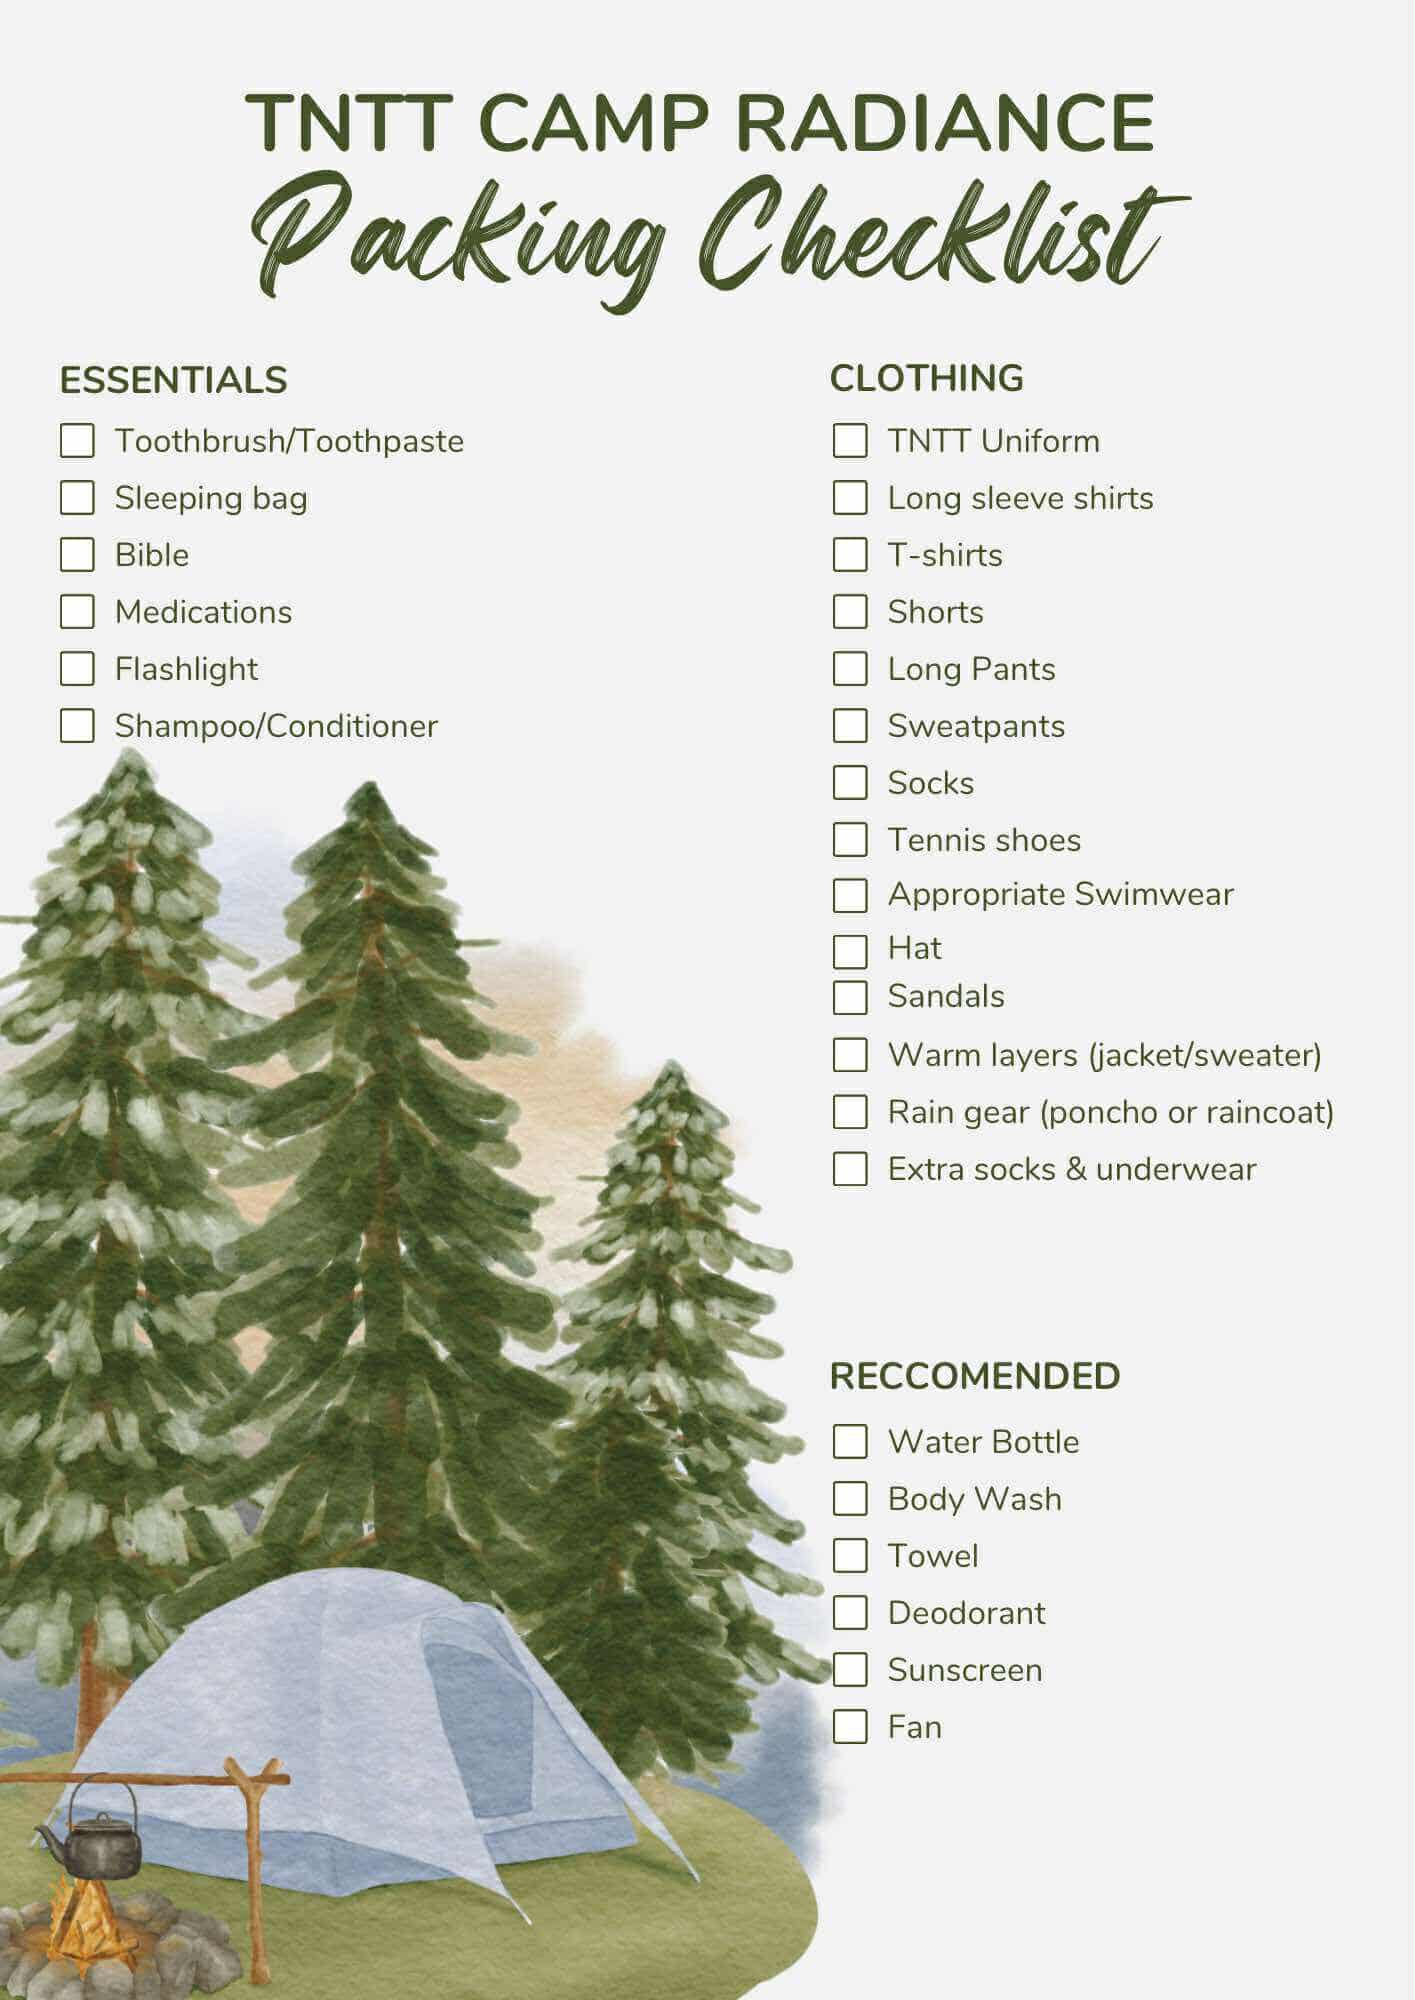 TNTT CAMP RADIANCE
Packing Checklist
ESSENTIALS
Toothbrush/Toothpaste
Sleeping bag
Bible
Medications
Flashlight
Shampoo/Conditioner
CLOTHING
TNTT Uniform
Long sleeve shirts
T-shirts
Shorts
Long Pants
Sweatpants
Socks
Tennis shoes
Appropriate Swimwear
Hat
Sandals
Warm layers (jacket/sweater)
Rain gear (poncho or raincoat)
Extra socks & underwear
RECCOMENDED
Water Bottle
Body Wash
Towel
Deodorant
Sunscreen
Fan